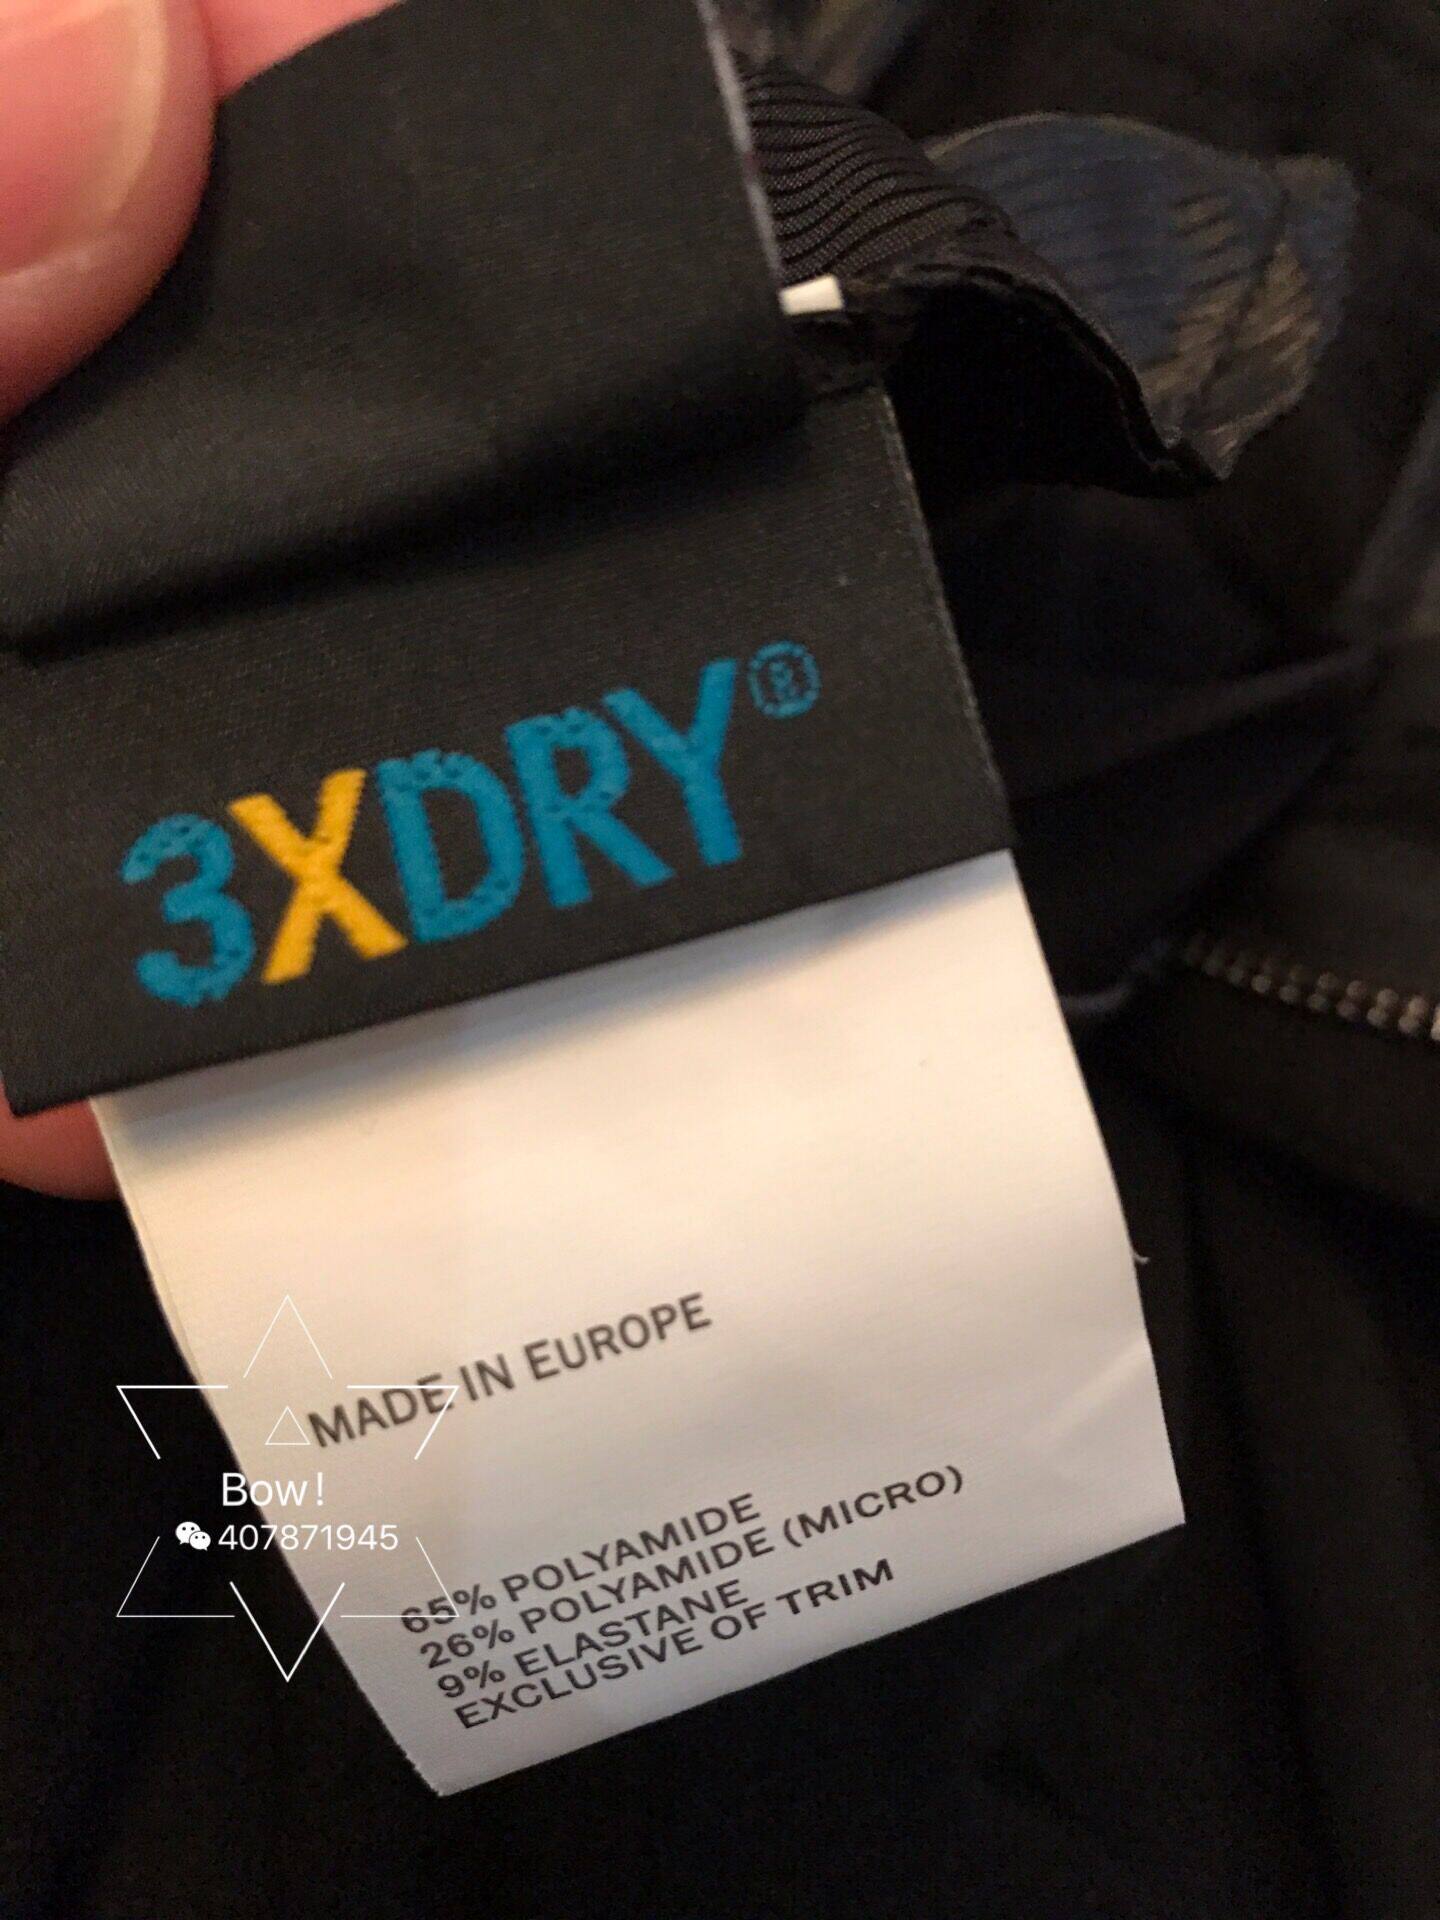 3XDRY®
MADE IN EUROPE
Bow!
407871945
65% POLYAMIDE
26% POLYAMIDE (MICRO)
9% ELASTANE
EXCLUSIVE OF TRIM